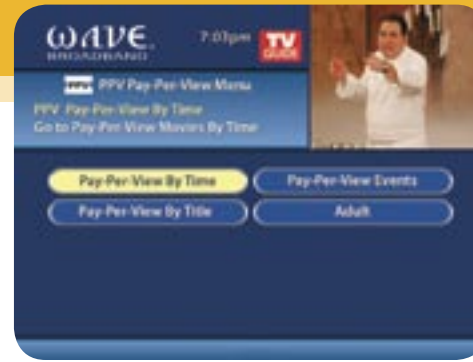 WAVE
BROADBAND
7:03pm
TV
GUIDE
PPV Pay-Per-View Menu
PPV Pay-Per-View By Time
Go to Pay-Per-View Movies By Time
Pay-Per-View By Time
Pay-Per-View Events
Pay-Per-View By Title
Adult